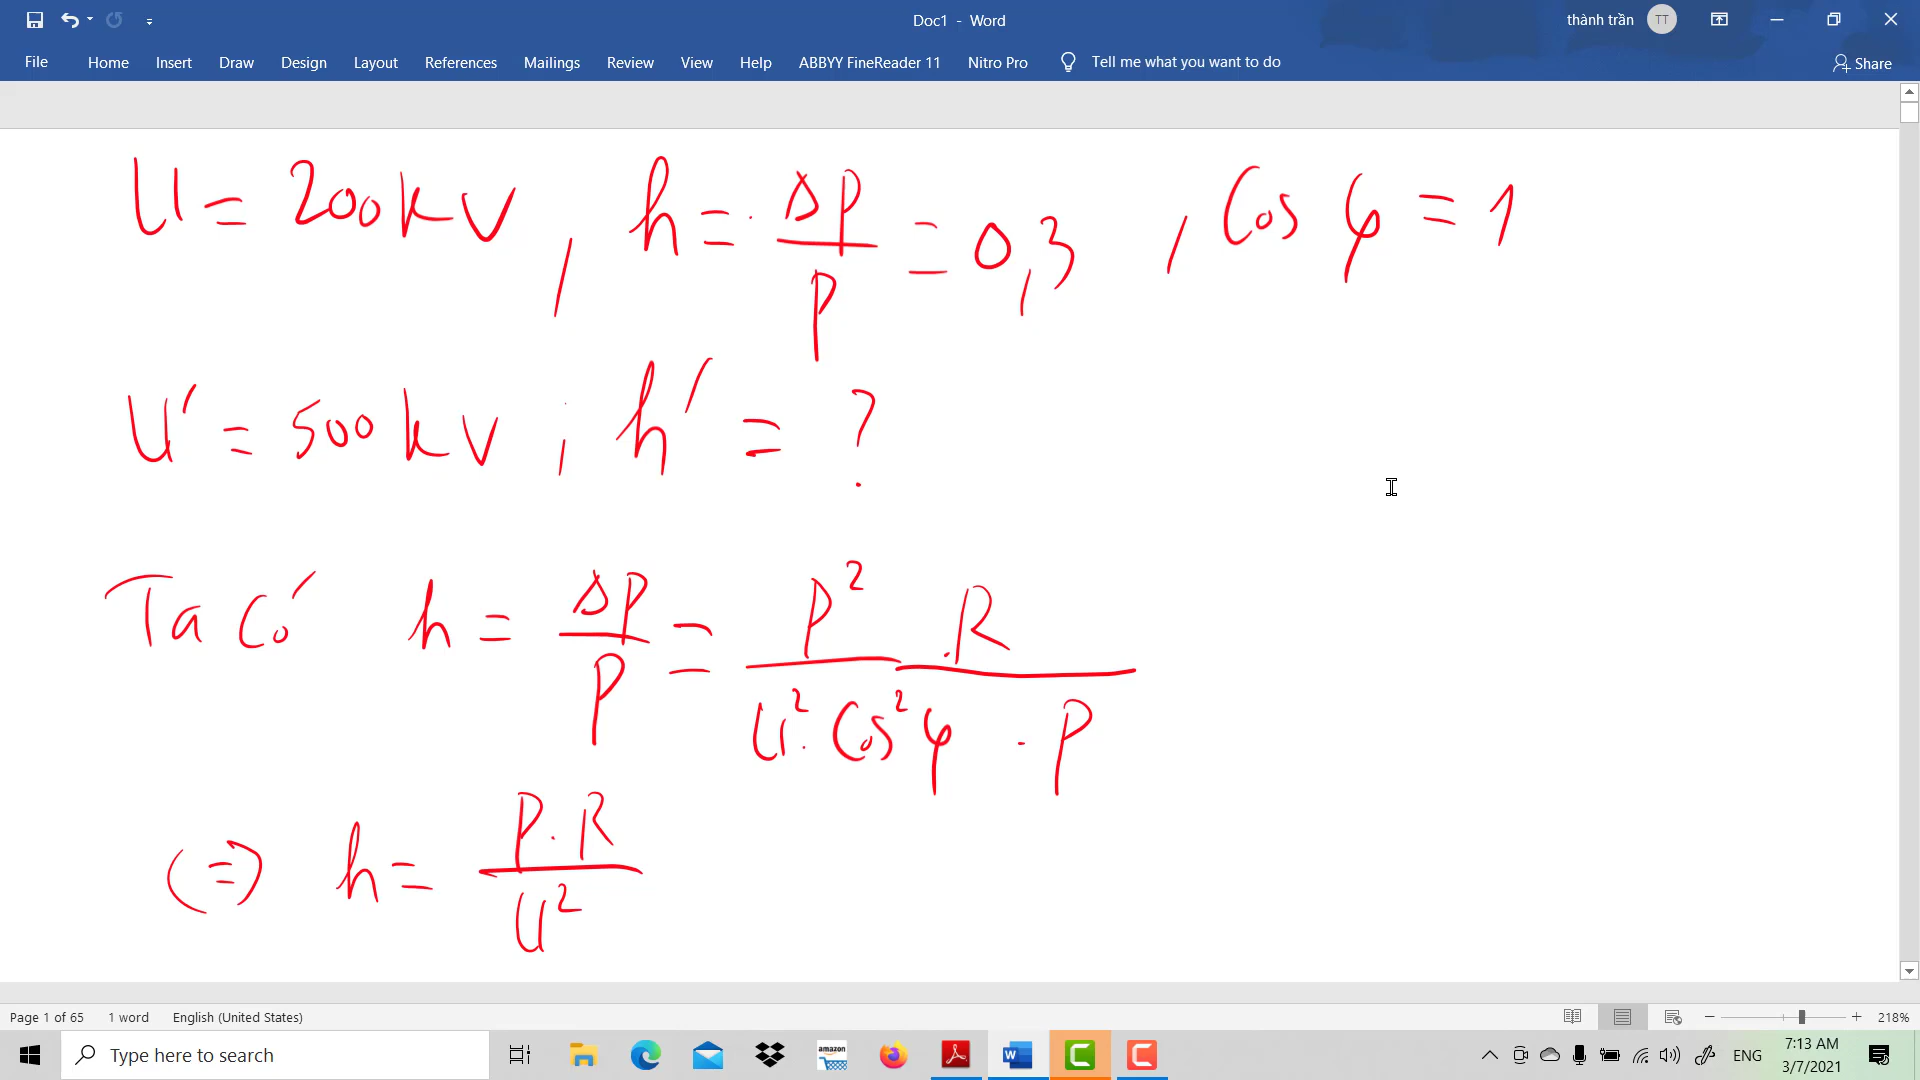 Doc1 - Word
thành trần TT
File Home Insert Draw Design Layout References Mailings Review View Help ABBYY FineReader 11 Nitro Pro Tell me what you want to do Share
U = 200kV, h = ΔP/P = 0,3 , Cos φ = 1
U' = 500kV ; h' = ?
Ta Có h = ΔP/P = P² .R / U². Cos²φ . P
(=) h = P.R / U²
Page 1 of 65 1 word English (United States) 218%
Type here to search amazon ENG 7:13 AM
3/7/2021